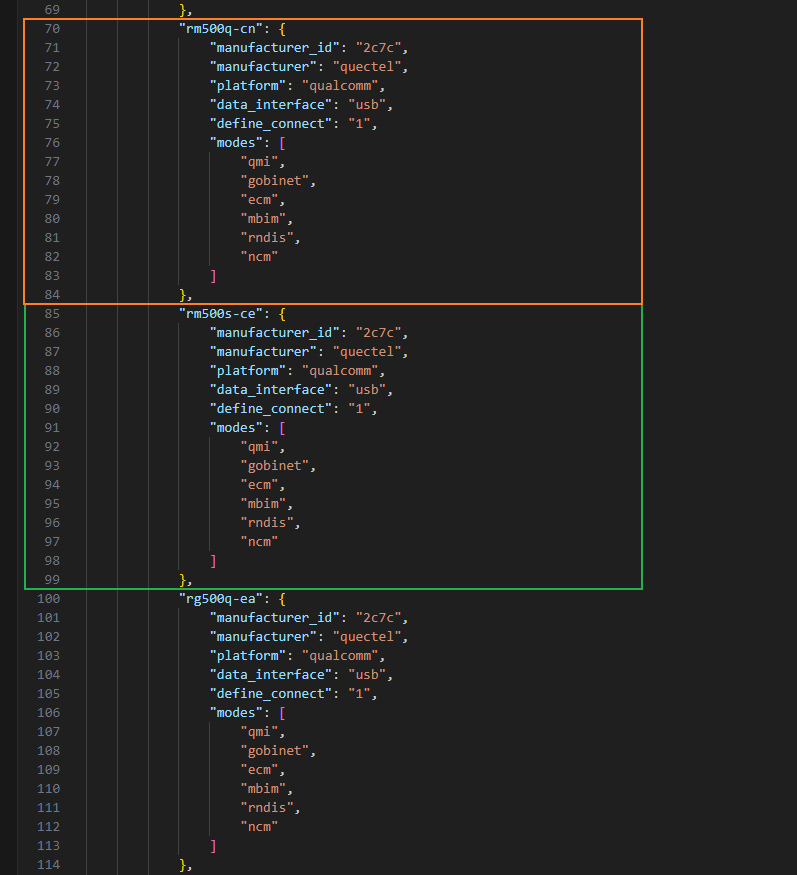 69 },
70 "rm500q-cn": {
71 "manufacturer_id": "2c7c",
72 "manufacturer": "quectel",
73 "platform": "qualcomm",
74 "data_interface": "usb",
75 "define_connect": "1",
76 "modes": [
77 "qmi",
78 "gobinet",
79 "ecm",
80 "mbim",
81 "rndis",
82 "ncm"
83 ]
84 },
85 "rm500s-ce": {
86 "manufacturer_id": "2c7c",
87 "manufacturer": "quectel",
88 "platform": "qualcomm",
89 "data_interface": "usb",
90 "define_connect": "1",
91 "modes": [
92 "qmi",
93 "gobinet",
94 "ecm",
95 "mbim",
96 "rndis",
97 "ncm"
98 ]
99 },
100 "rg500q-ea": {
101 "manufacturer_id": "2c7c",
102 "manufacturer": "quectel",
103 "platform": "qualcomm",
104 "data_interface": "usb",
105 "define_connect": "1",
106 "modes": [
107 "qmi",
108 "gobinet",
109 "ecm",
110 "mbim",
111 "rndis",
112 "ncm"
113 ]
114 },